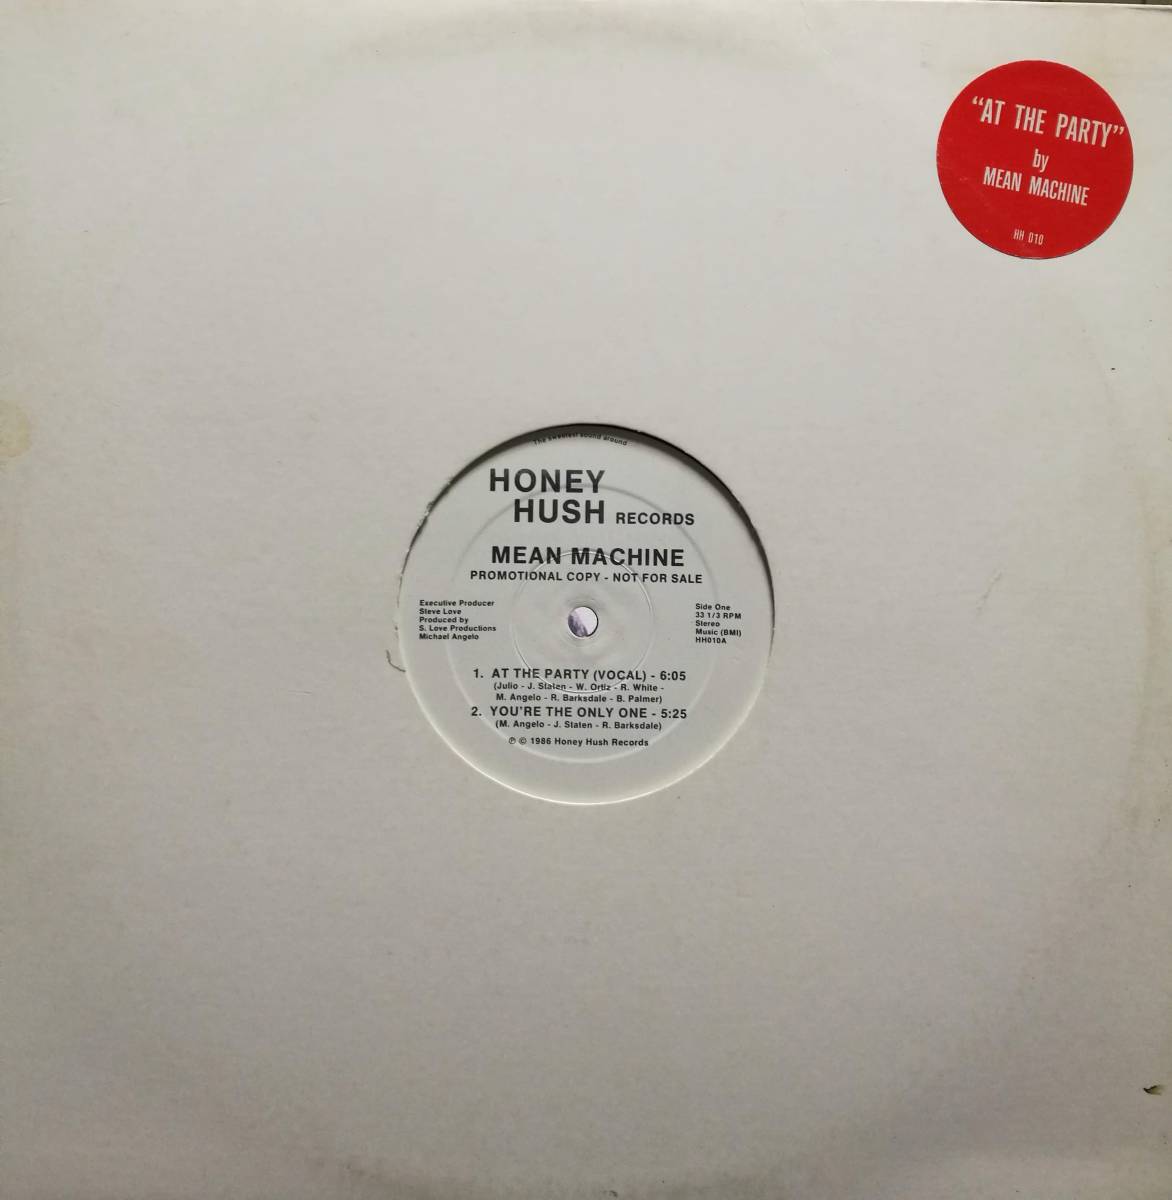 “AT THE PARTY”
by
MEAN MACHINE
HH 010
The sweetest sound around
HONEY
HUSH RECORDS
MEAN MACHINE
PROMOTIONAL COPY - NOT FOR SALE
Executive Producer
Steve Love
Produced by
S. Love Productions
Michael Angelo
Side One
33 1/3 RPM
Stereo
Music (BMI)
HH010A
1. AT THE PARTY (VOCAL) - 6:05
(Julio - J. Staten - W. Ortiz - R. White -
M. Angelo - R. Barksdale - B. Palmer)
2. YOU'RE THE ONLY ONE - 5:25
(M. Angelo - J. Staten - R. Barksdale)
℗ © 1986 Honey Hush Records